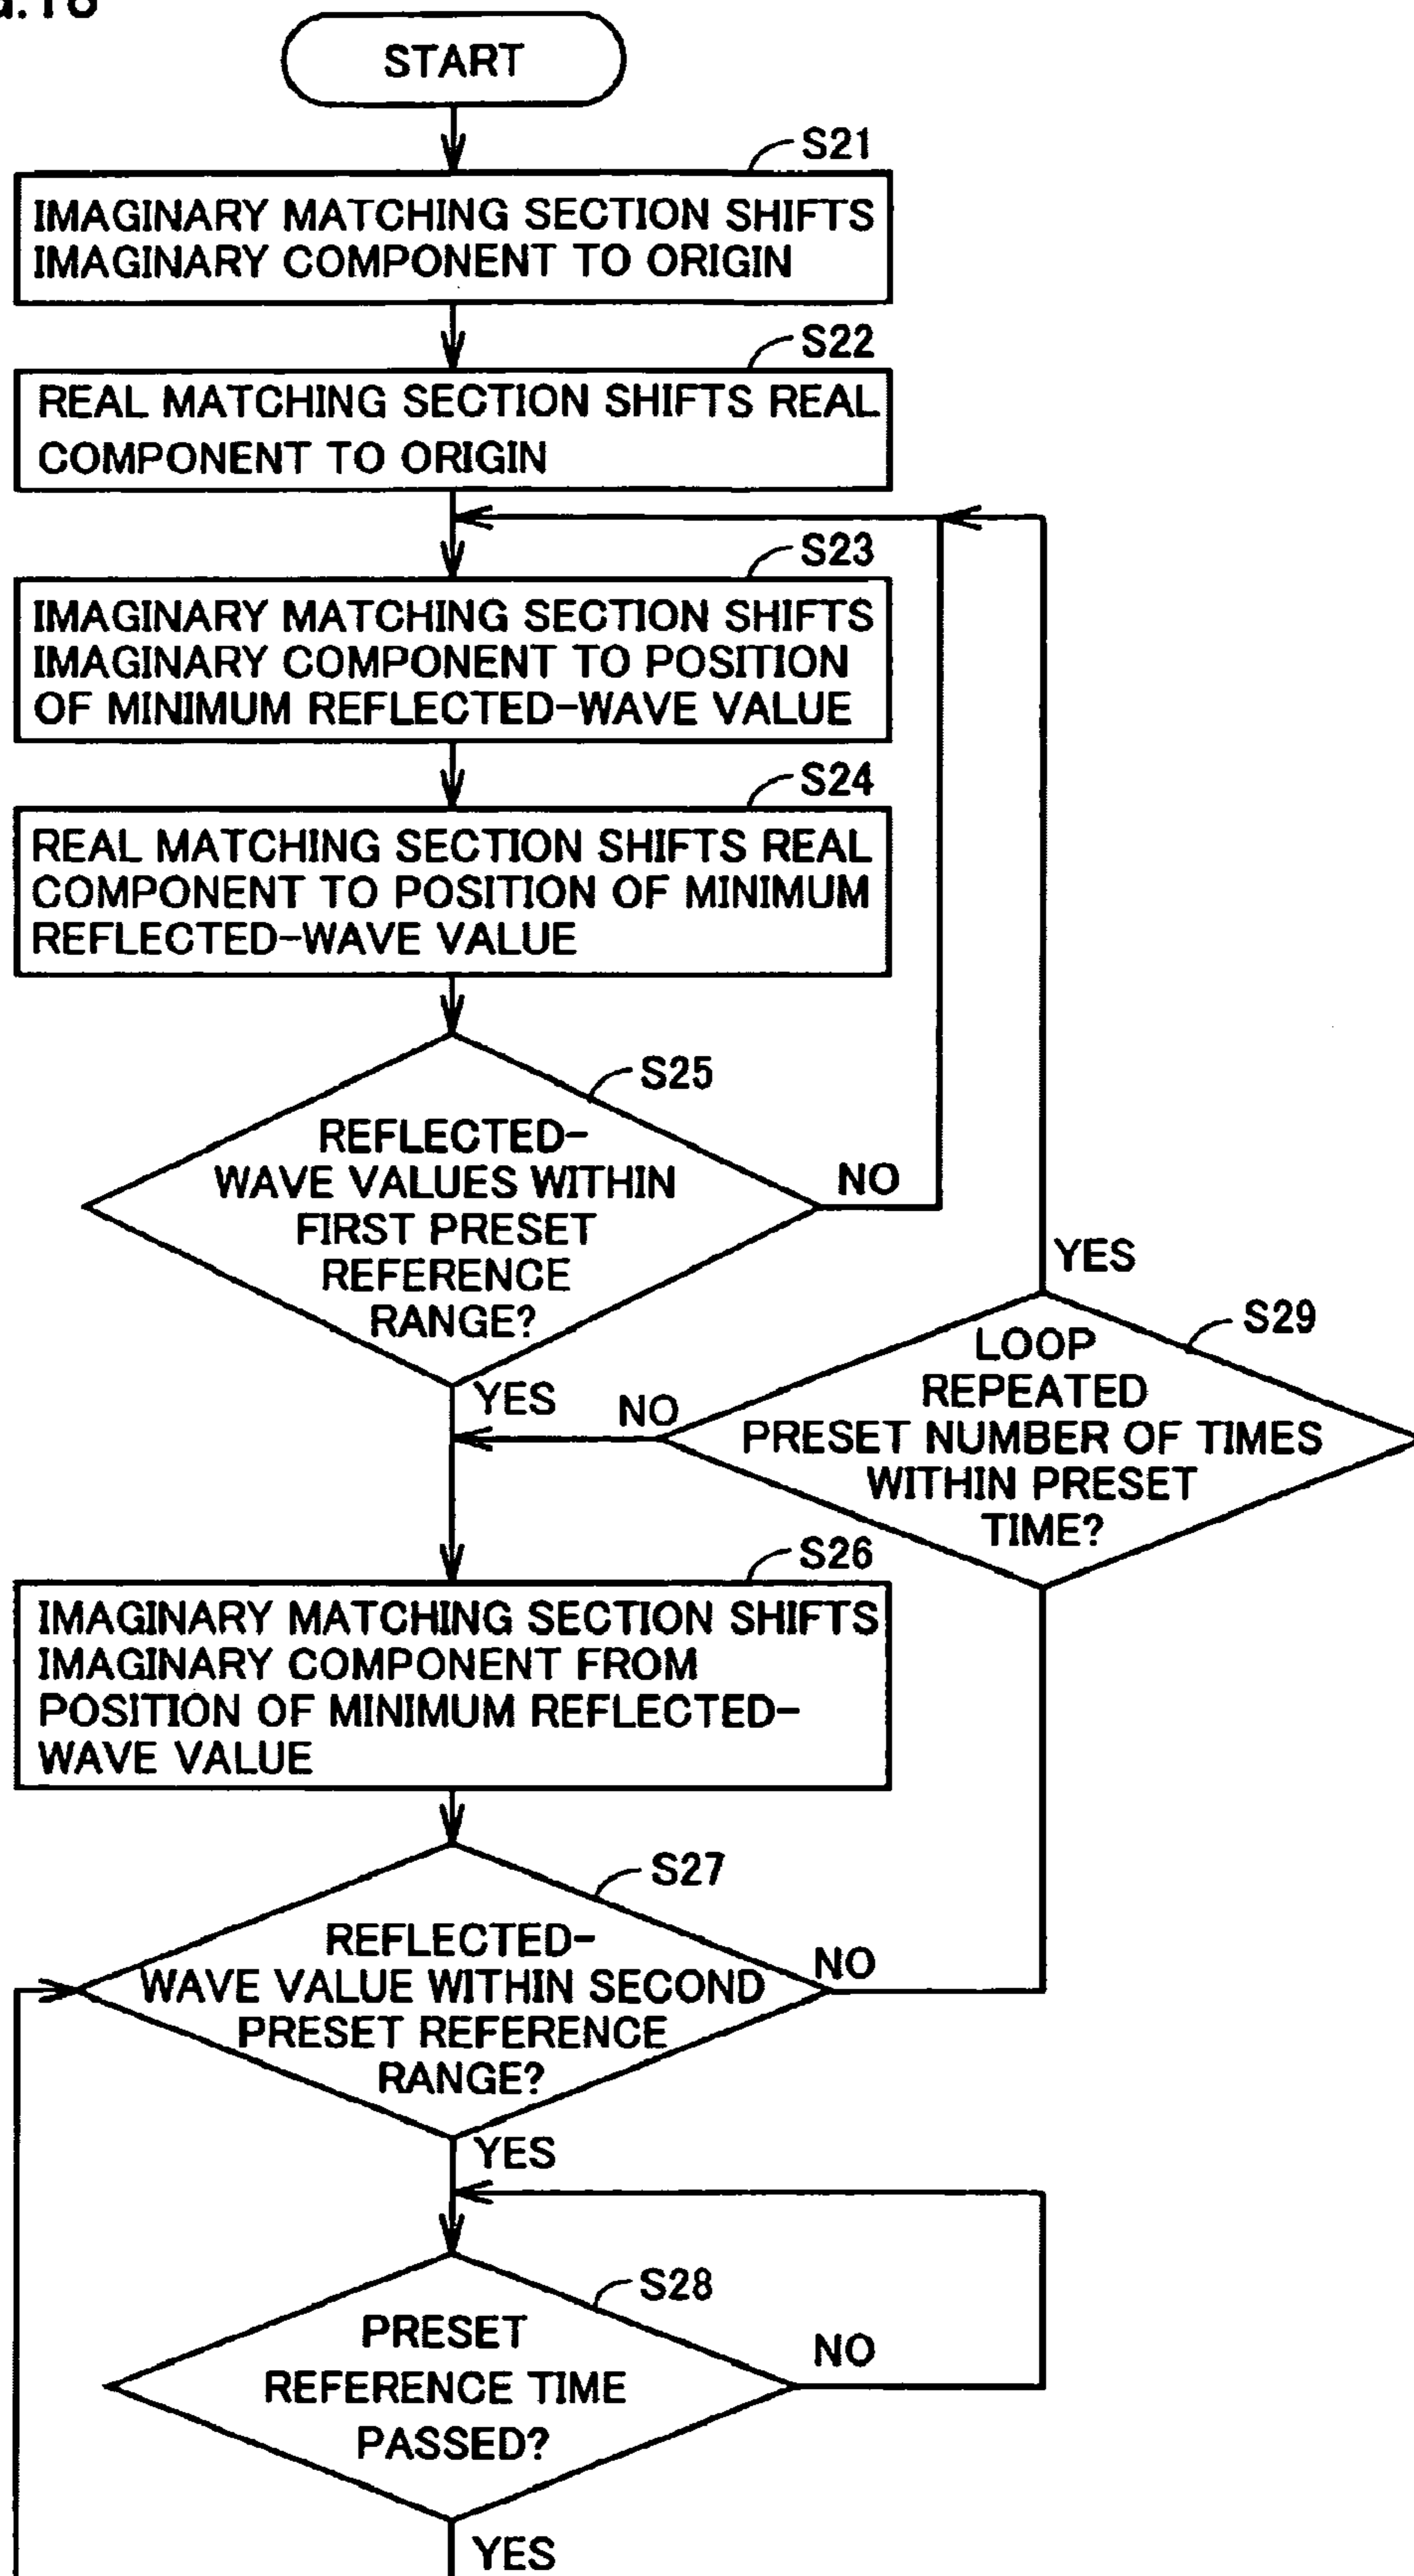 START
S21
IMAGINARY MATCHING SECTION SHIFTS
IMAGINARY COMPONENT TO ORIGIN
S22
REAL MATCHING SECTION SHIFTS REAL
COMPONENT TO ORIGIN
S23
IMAGINARY MATCHING SECTION SHIFTS
IMAGINARY COMPONENT TO POSITION
OF MINIMUM REFLECTED-WAVE VALUE
S24
REAL MATCHING SECTION SHIFTS REAL
COMPONENT TO POSITION OF MINIMUM
REFLECTED-WAVE VALUE
S25
REFLECTED-
WAVE VALUES WITHIN
FIRST PRESET
REFERENCE
RANGE?
NO
YES
YES
S29
LOOP
REPEATED
PRESET NUMBER OF TIMES
WITHIN PRESET
TIME?
NO
S26
IMAGINARY MATCHING SECTION SHIFTS
IMAGINARY COMPONENT FROM
POSITION OF MINIMUM REFLECTED-
WAVE VALUE
S27
REFLECTED-
WAVE VALUE WITHIN SECOND
PRESET REFERENCE
RANGE?
NO
YES
S28
PRESET
REFERENCE TIME
PASSED?
NO
YES